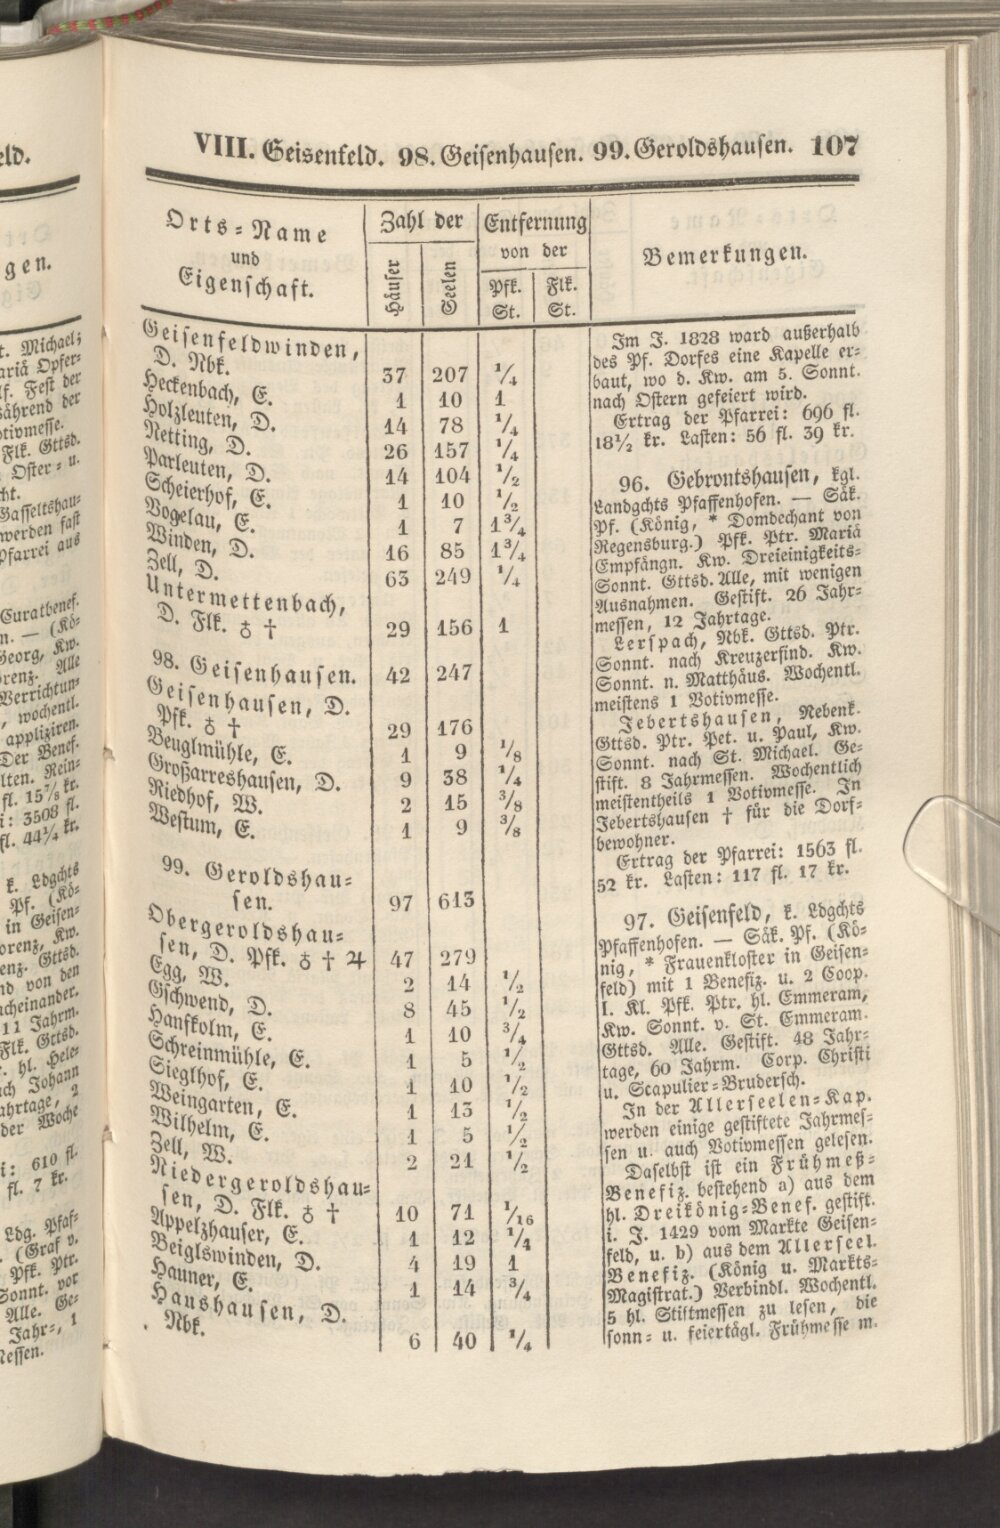 VIII. Geisenfeld. 98. Geisenhausen. 99. Geroldshausen. 107
Orts-Name
und
Eigenschaft.
Zahl der
Häuser
Seelen
Entfernung
von der
Pfk. St.
Flk. St.
Bemerkungen.
Geisenfeldwinden,
D. Nbk. 37 207 1/4
Heckenbach, E. 1 10 1
Holzleuten, D. 14 78 1/4
Netting, D. 26 157 1/4
Parleuten, D. 14 104 1/2
Scheierhof, E. 1 10 1/2
Vogelau, E. 1 7 1 3/4
Winden, D. 16 85 1 3/4
Zell, D. 63 249 1/4
Untermettenbach,
D. Flk. ♁ † 29 156 1
98. Geisenhausen. 42 247
Geisenhausen, D.
Pfk. ♁ † 29 176
Beuglmühle, E. 1 9 1/8
Großarreshausen, D. 9 38 1/4
Riedhof, W. 2 15 3/8
Westum, E. 1 9 3/8
99. Geroldshau-
sen. 97 613
Obergeroldshau-
sen, D. Pfk. ♁ † ♃ 47 279
Egg, W. 2 14 1/2
Gschwend, D. 8 45 1/2
Hanfkolm, E. 1 10 3/4
Schreinmühle, E. 1 5 1/2
Sieglhof, E. 1 10 1/2
Weingarten, E. 1 13 1/2
Wilhelm, E. 1 5 1/2
Zell, W. 2 21 1/2
Niedergeroldshau-
sen, D. Flk. ♁ † 10 71 1/16
Appelzhauser, E. 1 12 1/4
Beiglswinden, D. 4 19 1
Hauner, E. 1 14 3/4
Haushausen, D.
Nbk. 6 40 1/4
Im J. 1828 ward außerhalb
des Pf. Dorfes eine Kapelle er-
baut, wo d. Kw. am 5. Sonnt.
nach Ostern gefeiert wird.
Ertrag der Pfarrei: 696 fl.
18 1/2 kr. Lasten: 56 fl. 39 kr.
96. Gebrontshausen, kgl.
Landgchts Pfaffenhofen. — Säk.
Pf. (König, * Domdechant von
Regensburg.) Pfk. Ptr. Mariä
Empfängn. Kw. Dreieinigkeits-
Sonnt. Gttsd. Alle, mit wenigen
Ausnahmen. Gestift. 26 Jahr-
messen, 12 Jahrtage.
Lerspach, Nbk. Gttsd. Ptr.
Sonnt. nach Kreuzerfind. Kw.
Sonnt. n. Matthäus. Wochentl.
meistens 1 Votivmesse.
Jebertshausen, Nebenk.
Gttsd. Ptr. Pet. u. Paul, Kw.
Sonnt. nach St. Michael. Ge-
stift. 8 Jahrmessen. Wochentlich
meistentheils 1 Votivmesse. In
Jebertshausen † für die Dorf-
bewohner.
Ertrag der Pfarrei: 1563 fl.
52 kr. Lasten: 117 fl. 17 kr.
97. Geisenfeld, k. Ldgchts
Pfaffenhofen. — Säk. Pf. (Kö-
nig, * Frauenkloster in Geisen-
feld) mit 1 Benefiz. u. 2 Coop.
I. Kl. Pfk. Ptr. hl. Emmeram,
Kw. Sonnt. v. St. Emmeram.
Gttsd. Alle. Gestift. 48 Jahr-
tage, 60 Jahrm. Corp. Christi
u. Scapulier-Brudersch.
In der Allerseelen-Kap.
werden einige gestiftete Jahrmes-
sen u. auch Votivmessen gelesen.
Daselbst ist ein Frühmeß-
Benefiz. bestehend a) aus dem
hl. Dreikönig-Benef. gestift.
i. J. 1429 vom Markte Geisen-
feld, u. b) aus dem Allerseel.
Benefiz. (König u. Markts-
Magistrat.) Verbindl. Wochentl.
5 hl. Stiftmessen zu lesen, die
sonn- u. feiertägl. Frühmesse m.